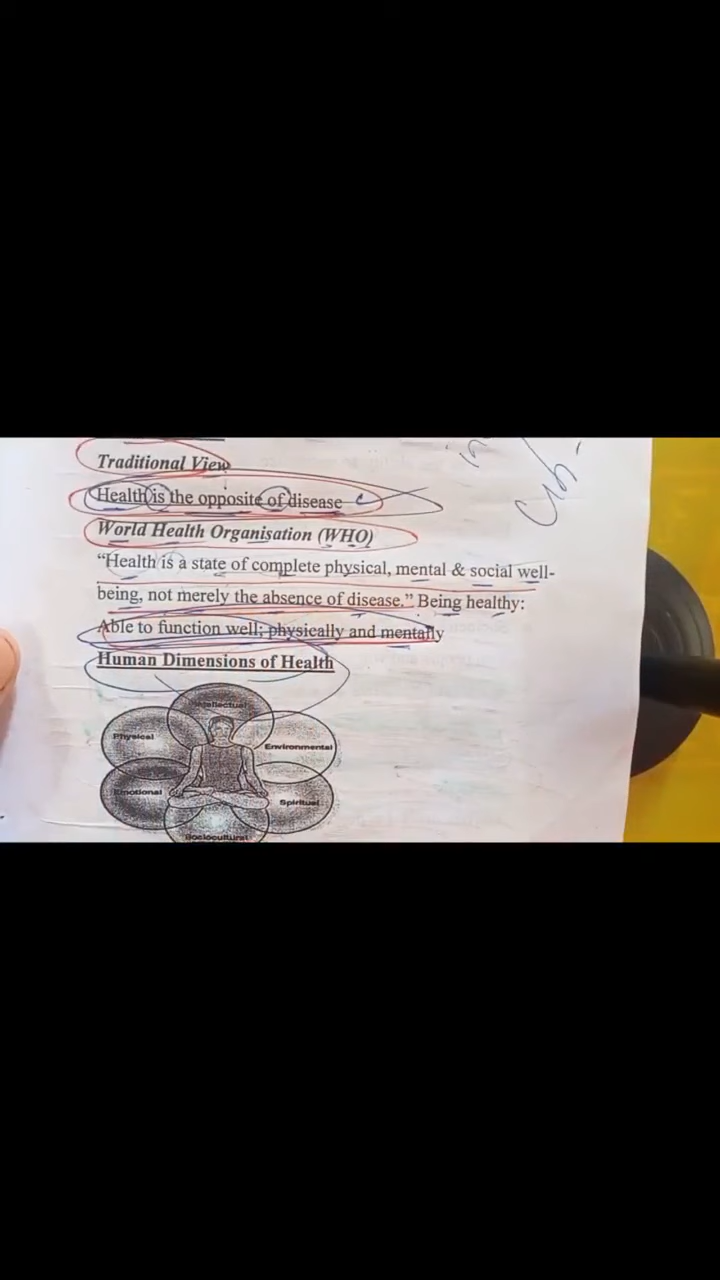 Traditional View
Health is the opposite of disease
World Health Organisation (WHO)
“Health is a state of complete physical, mental & social well-
being, not merely the absence of disease.” Being healthy:
Able to function well; physically and mentally
Human Dimensions of Health
Intellectual
Physical
Environmental
Emotional
Spiritual
Sociocultural